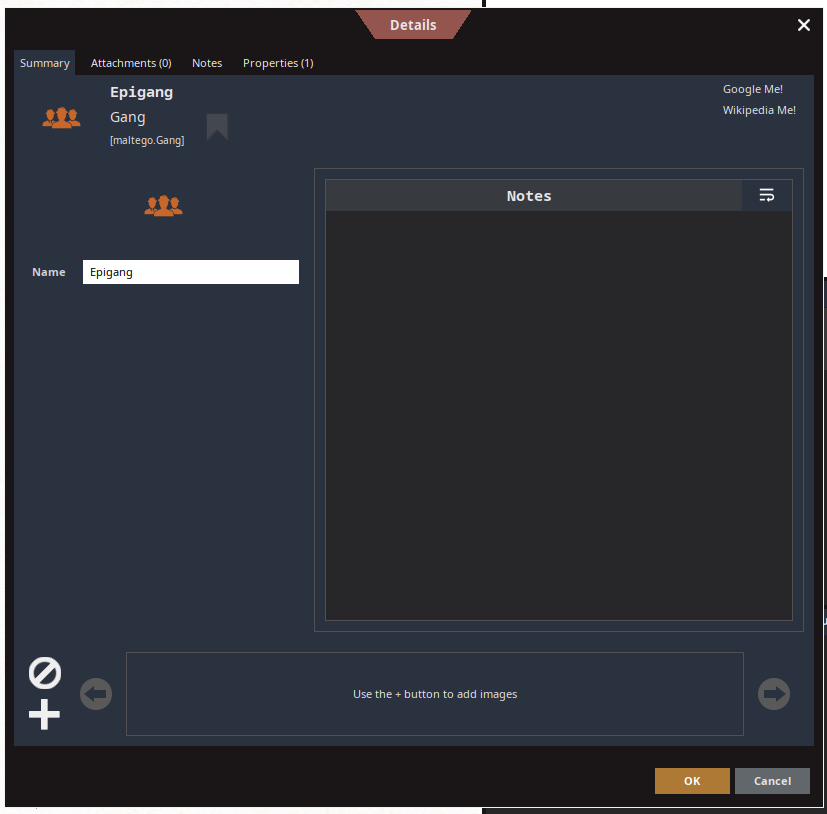 Details
Summary Attachments (0) Notes Properties (1)
Epigang
Gang
[maltego.Gang]
Google Me!
Wikipedia Me!
Notes
Name Epigang
Use the + button to add images
OK Cancel